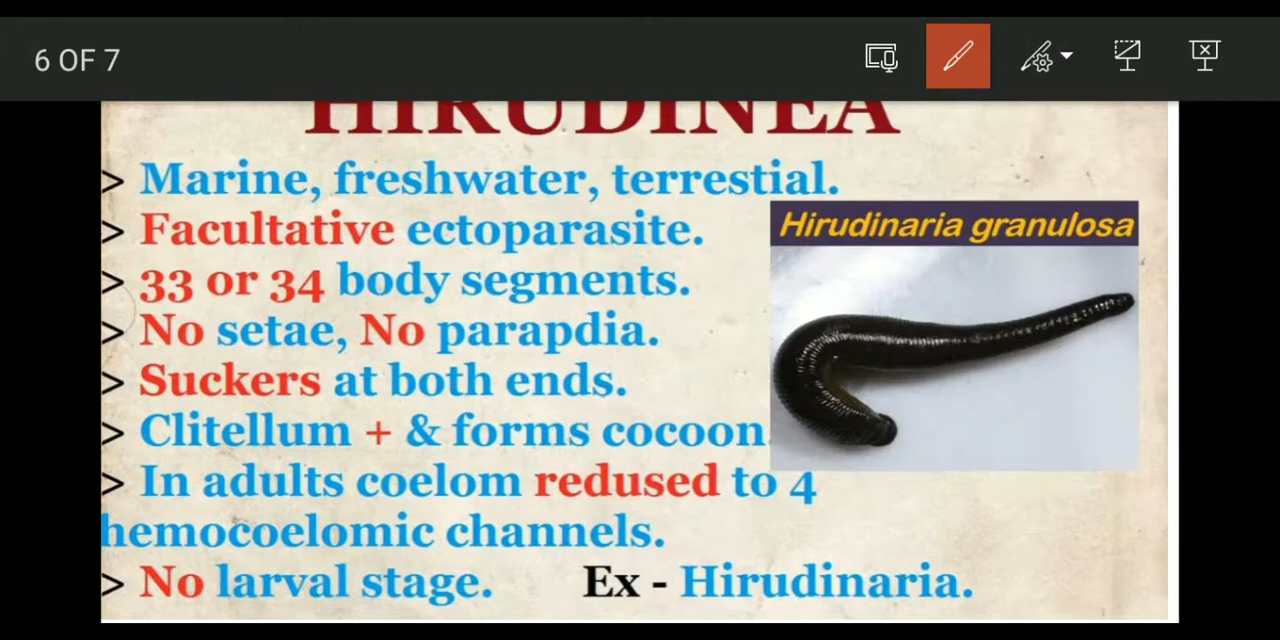 6 OF 7
HIRUDINEA
> Marine, freshwater, terrestial.
Hirudinaria granulosa
> Facultative ectoparasite.
> 33 or 34 body segments.
> No setae, No parapdia.
> Suckers at both ends.
> Clitellum + & forms cocoon.
> In adults coelom redused to 4
hemocoelomic channels.
> No larval stage. Ex - Hirudinaria.